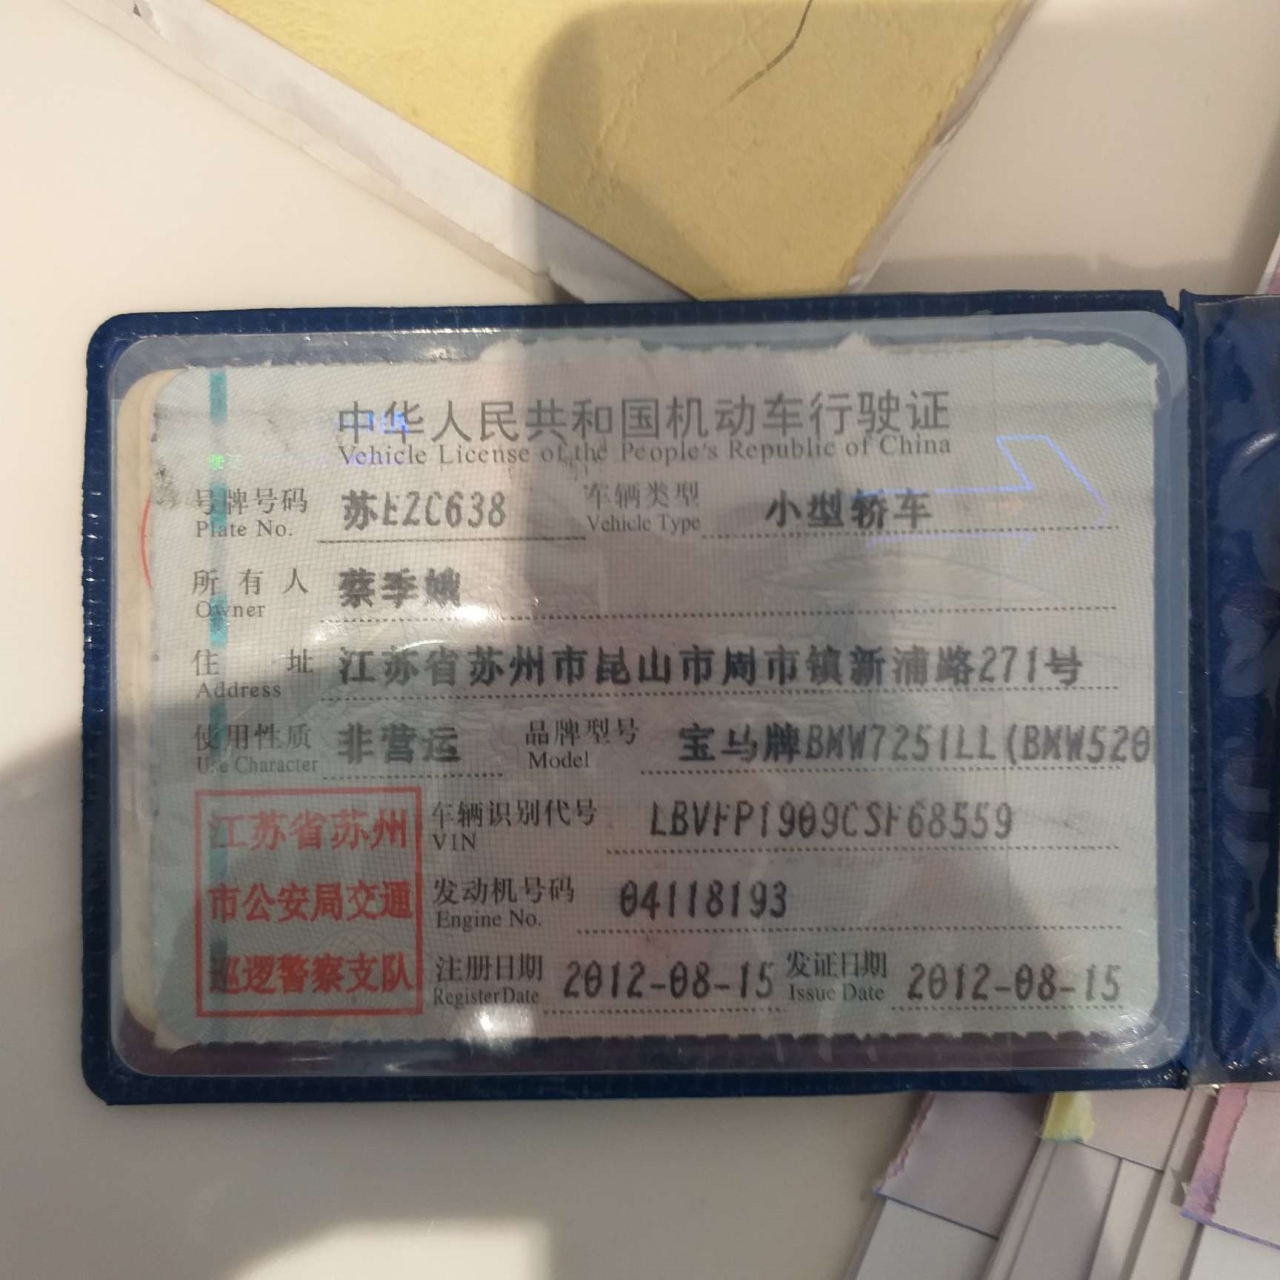 中华人民共和国机动车行驶证
Vehicle License of the People's Republic of China
号牌号码 苏EZC638 车辆类型 小型轿车
Plate No. Vehicle Type
所有人 蔡季娥
Owner
住址 江苏省苏州市昆山市周市镇新浦路271号
Address
使用性质 非营运 品牌型号 宝马牌BMW7251LL(BMW520
Use Character Model
江苏省苏州 车辆识别代号 LBVFP1909CSF68559
VIN
市公安局交通 发动机号码 04118193
Engine No.
巡逻警察支队 注册日期 2012-08-15 发证日期 2012-08-15
Register Date Issue Date